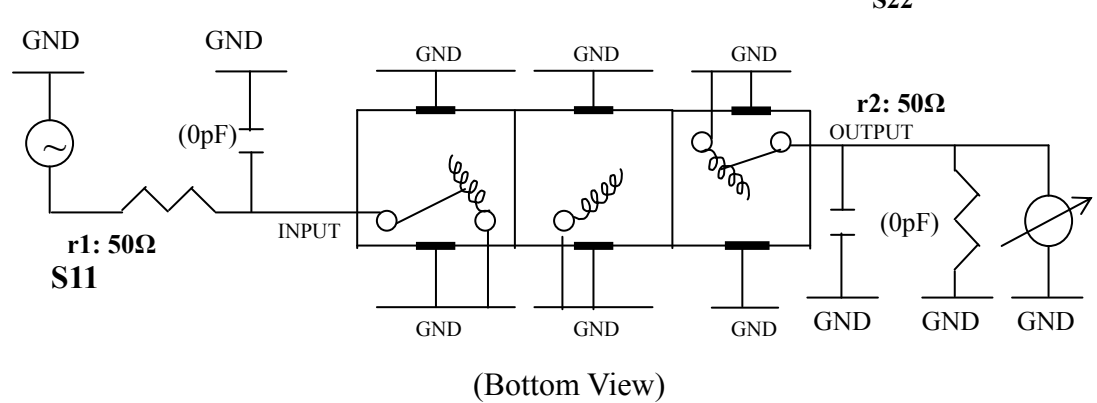 S22
GND
GND
GND
GND
GND
(0pF)
r2: 50Ω
OUTPUT
(0pF)
INPUT
r1: 50Ω
S11
GND
GND
GND
GND
GND
GND
(Bottom View)